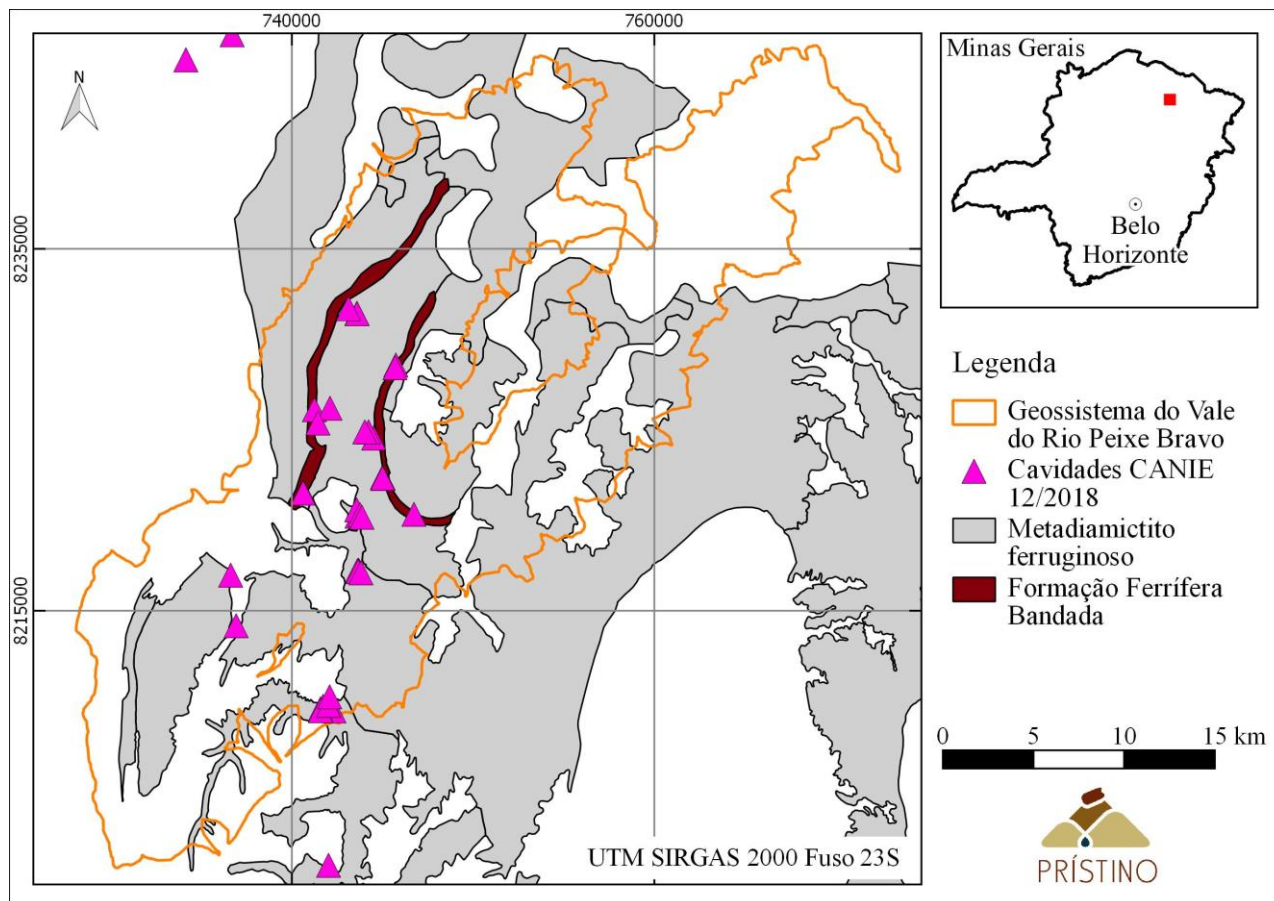 740000
760000
N
8235000
8215000
UTM SIRGAS 2000 Fuso 23S
Minas Gerais
Belo
Horizonte
Legenda
Geossistema do Vale
do Rio Peixe Bravo
Cavidades CANIE
12/2018
Metadiamictito
ferruginoso
Formação Ferrífera
Bandada
0 5 10 15 km
PRÍSTINO